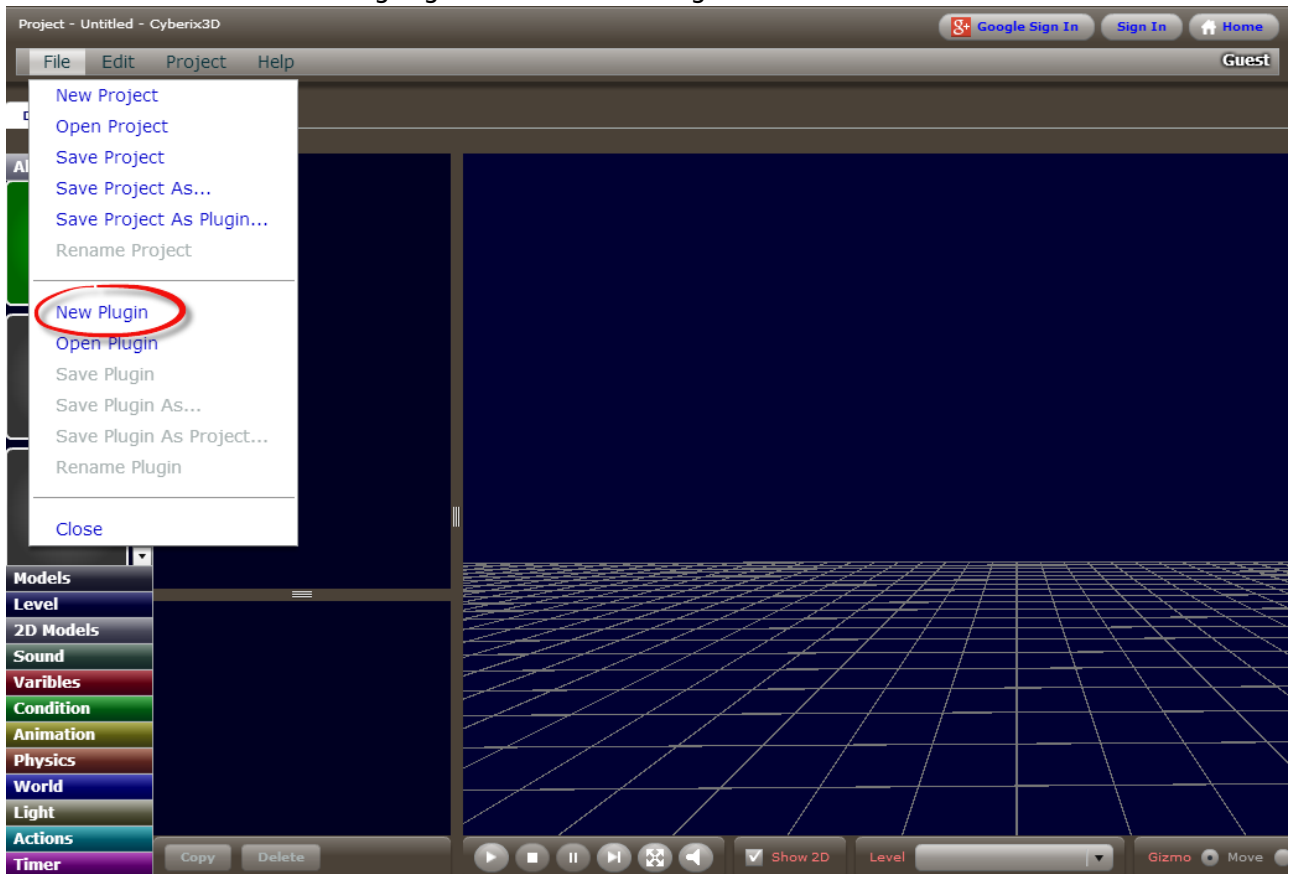 Project - Untitled - Cyberix3D
Google Sign In
Sign In
Home
File Edit Project Help
Guest
New Project
Open Project
Save Project
Save Project As...
Save Project As Plugin...
Rename Project
New Plugin
Open Plugin
Save Plugin
Save Plugin As...
Save Plugin As Project...
Rename Plugin
Close
Models
Level
2D Models
Sound
Varibles
Condition
Animation
Physics
World
Light
Actions
Timer
Copy Delete
Show 2D
Level
Gizmo Move